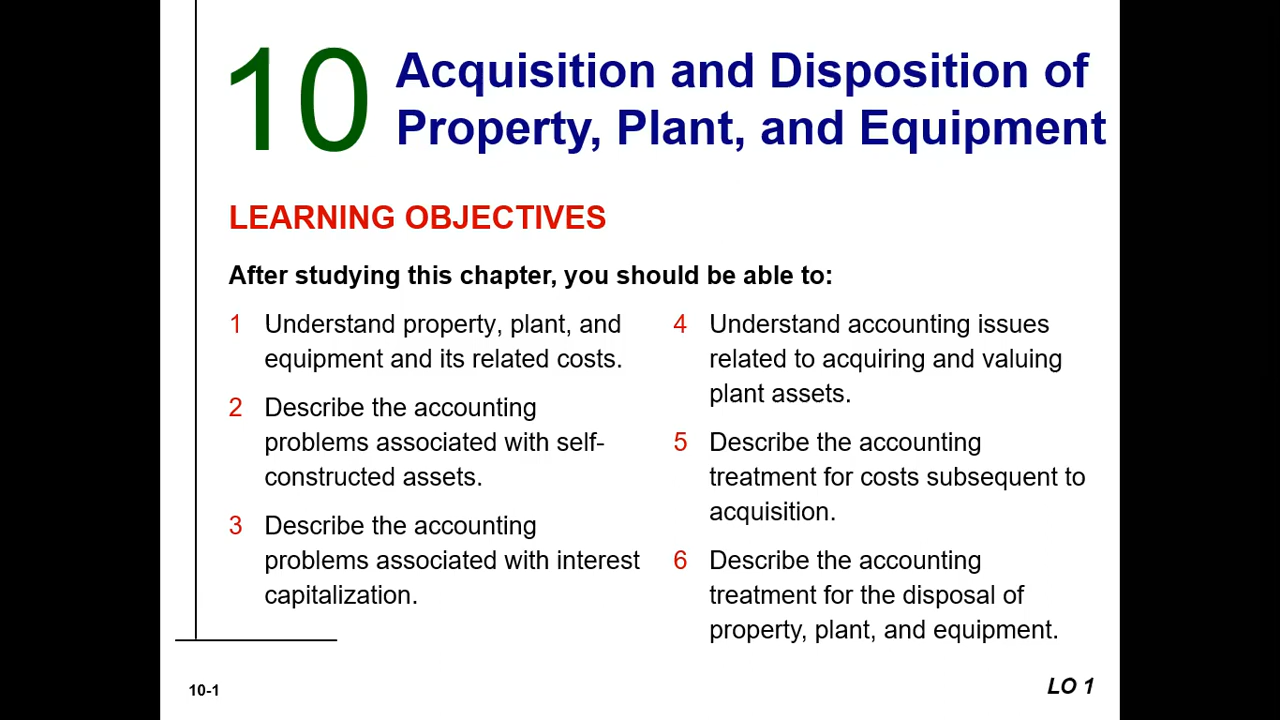 10
Acquisition and Disposition of
Property, Plant, and Equipment
LEARNING OBJECTIVES
After studying this chapter, you should be able to:
1 Understand property, plant, and
equipment and its related costs.
2 Describe the accounting
problems associated with self-
constructed assets.
3 Describe the accounting
problems associated with interest
capitalization.
4 Understand accounting issues
related to acquiring and valuing
plant assets.
5 Describe the accounting
treatment for costs subsequent to
acquisition.
6 Describe the accounting
treatment for the disposal of
property, plant, and equipment.
10-1
LO 1